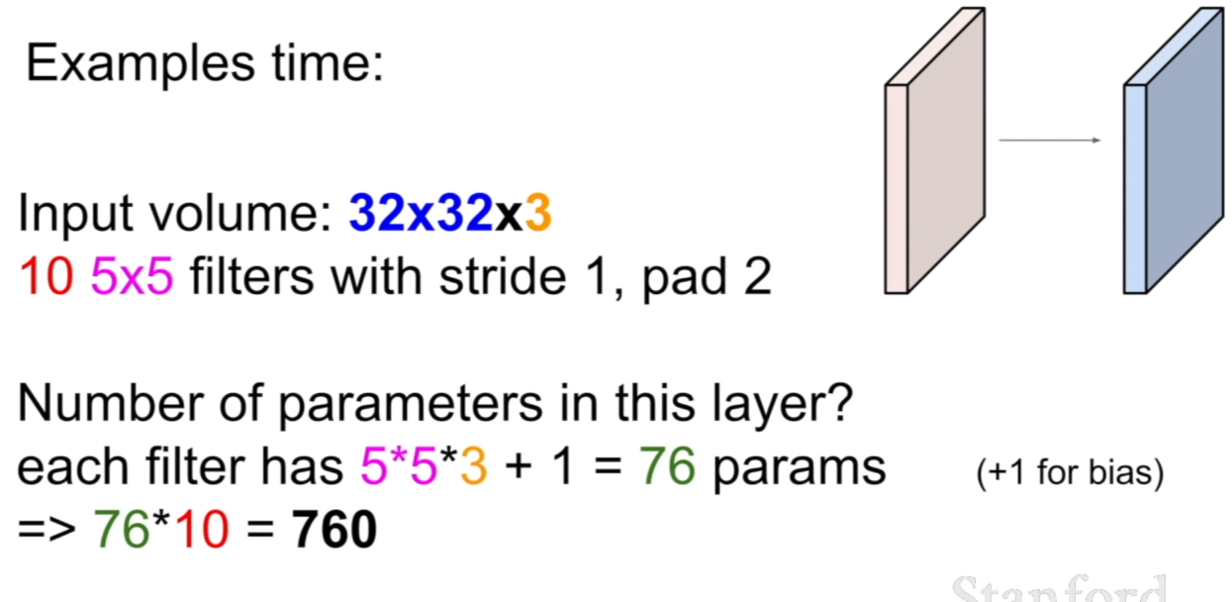 Examples time:
Input volume: 32x32x3
10 5x5 filters with stride 1, pad 2
Number of parameters in this layer?
each filter has 5*5*3 + 1 = 76 params (+1 for bias)
=> 76*10 = 760
Stanford